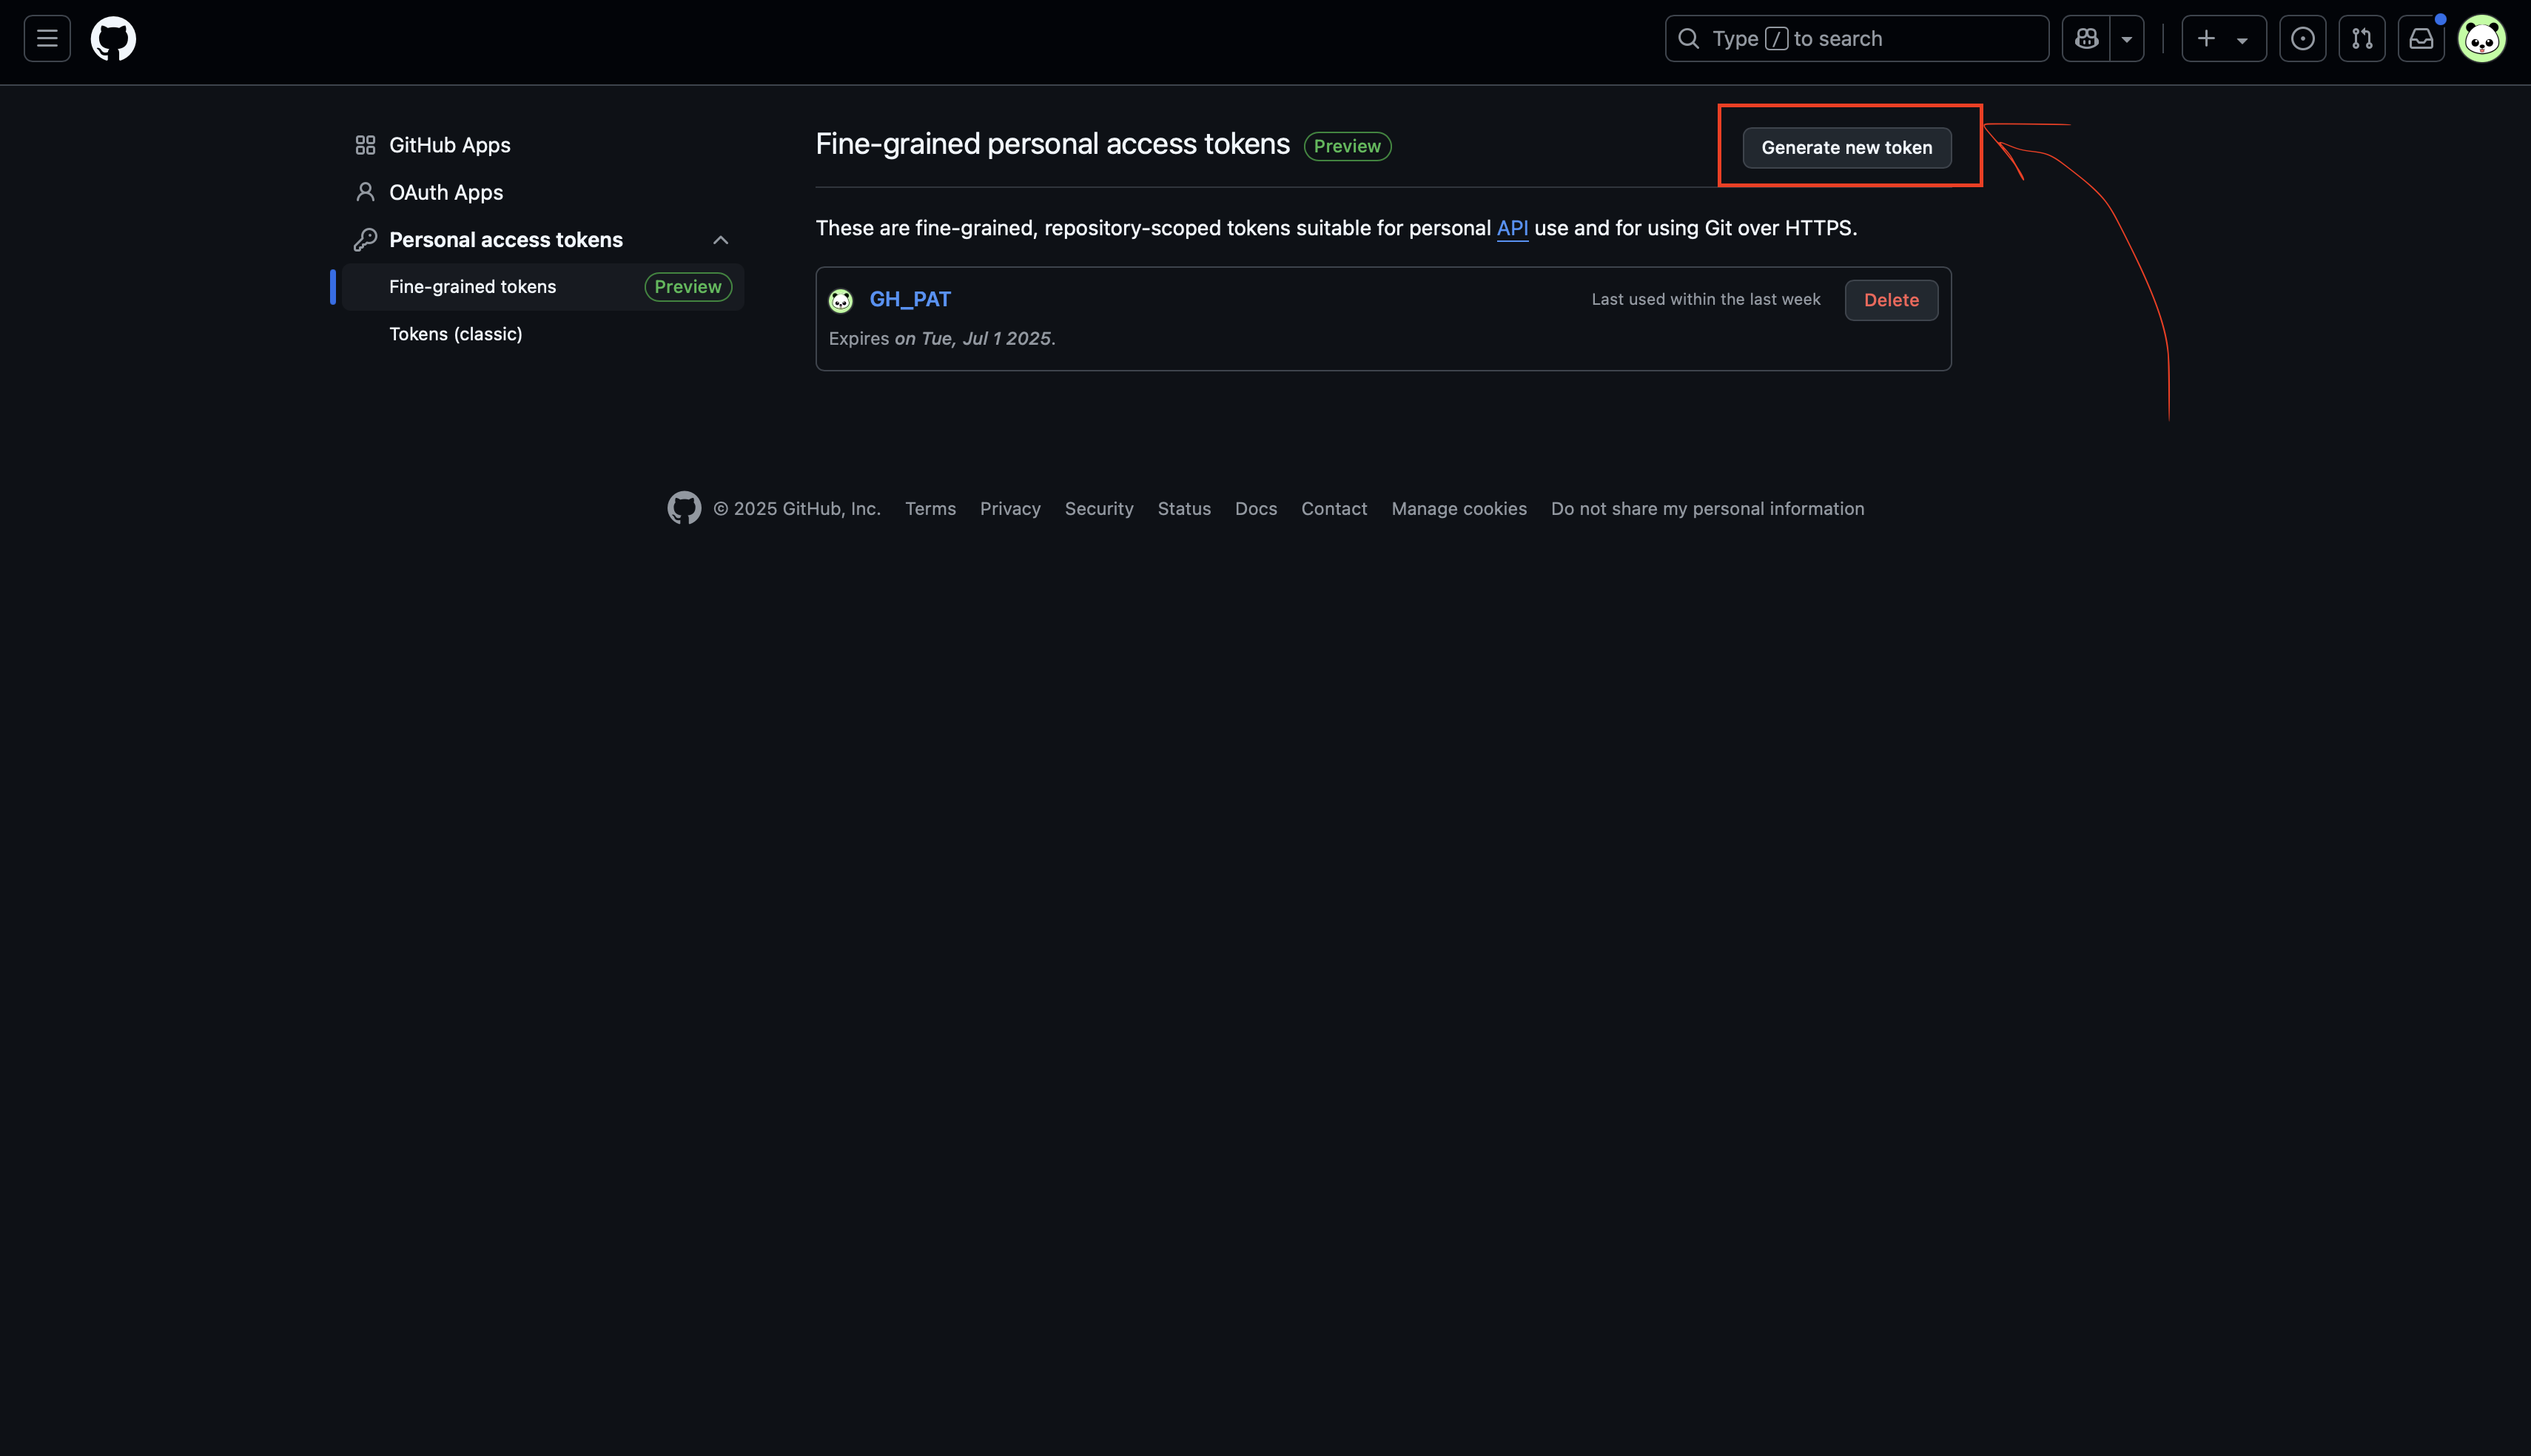 Type / to search
GitHub Apps
OAuth Apps
Personal access tokens
Fine-grained tokens Preview
Tokens (classic)
Fine-grained personal access tokens Preview
Generate new token
These are fine-grained, repository-scoped tokens suitable for personal API use and for using Git over HTTPS.
GH_PAT
Last used within the last week
Delete
Expires on Tue, Jul 1 2025.
© 2025 GitHub, Inc. Terms Privacy Security Status Docs Contact Manage cookies Do not share my personal information